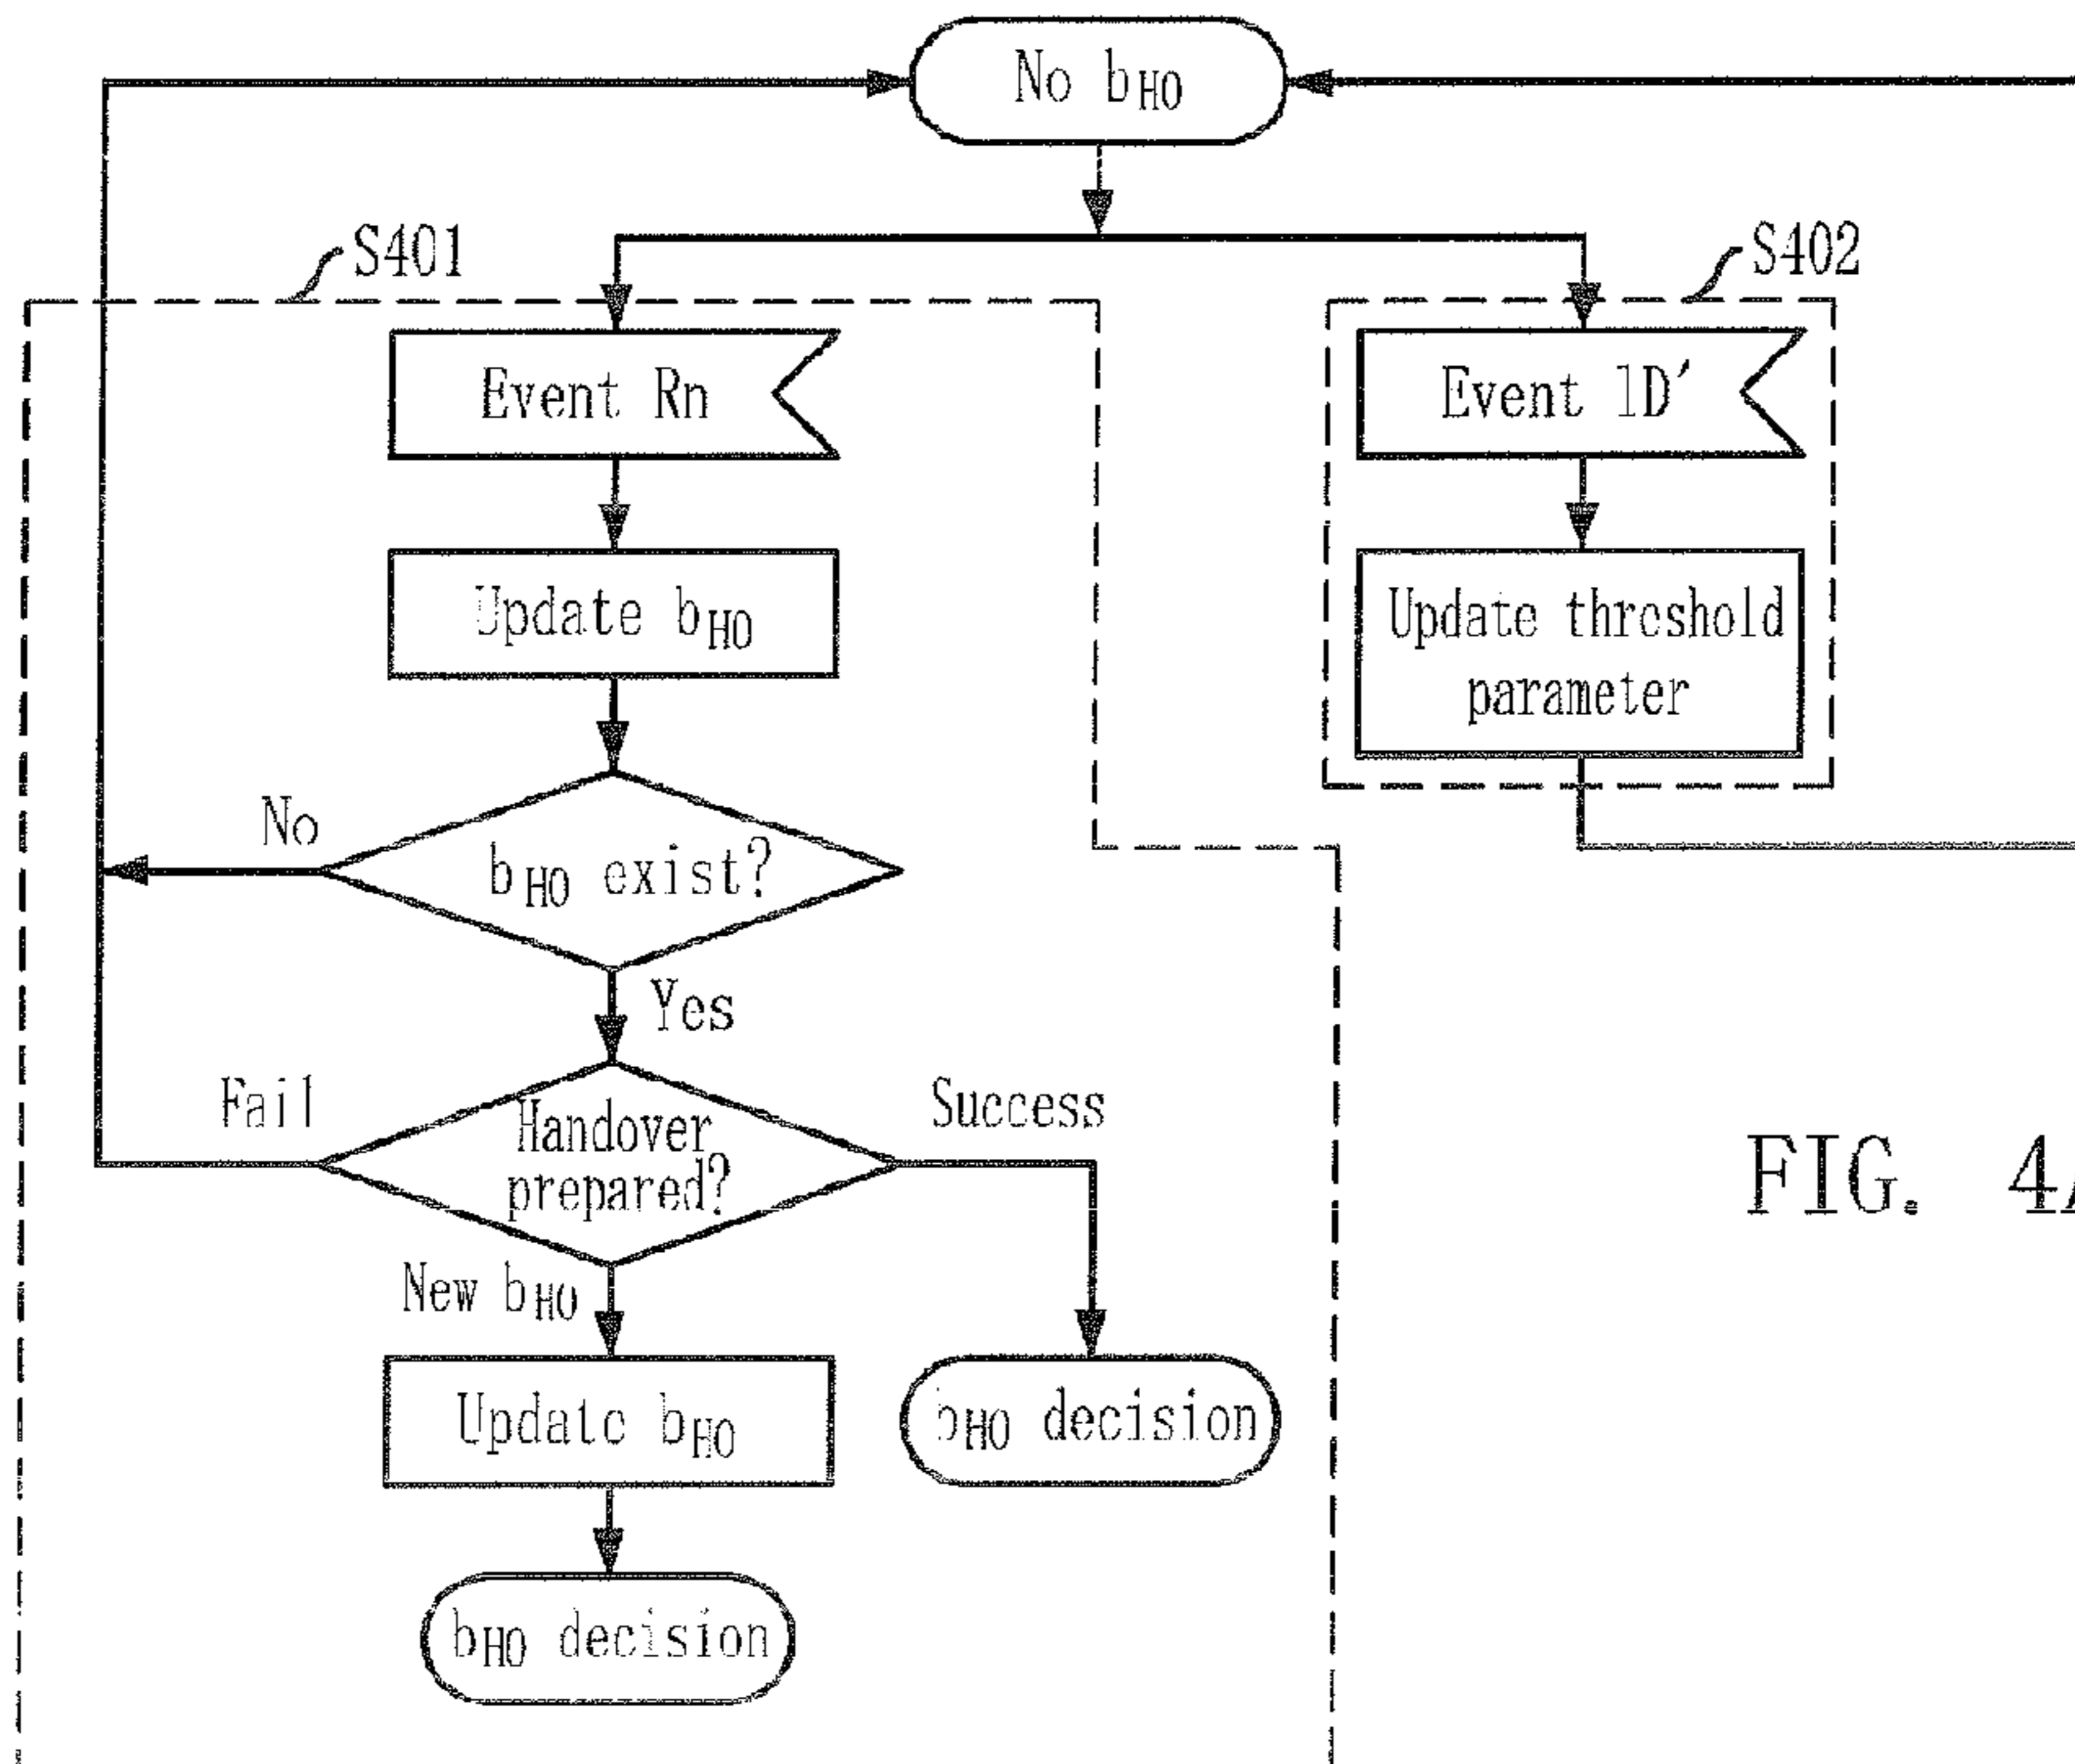 No bHO
S401
S402
Event Rn
Event 1D'
Update bHO
Update threshold
parameter
No
bHO exist?
Yes
Fail
Handover
prepared?
Success
New bHO
Update bHO
bHO decision
bHO decision
FIG. 4A